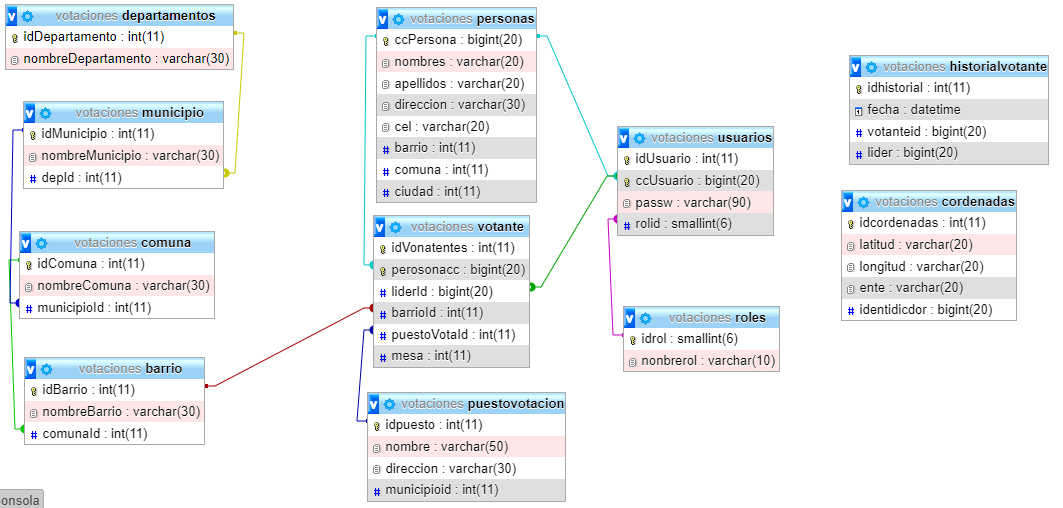 votaciones departamentos
idDepartamento : int(11)
nombreDepartamento : varchar(30)
votaciones municipio
idMunicipio : int(11)
nombreMunicipio : varchar(30)
depId : int(11)
votaciones comuna
idComuna : int(11)
nombreComuna : varchar(30)
municipioId : int(11)
votaciones barrio
idBarrio : int(11)
nombreBarrio : varchar(30)
comunaId : int(11)
onsola
votaciones personas
ccPersona : bigint(20)
nombres : varchar(20)
apellidos : varchar(20)
direccion : varchar(30)
cel : varchar(20)
barrio : int(11)
comuna : int(11)
ciudad : int(11)
votaciones votante
idVonatentes : int(11)
perosonacc : bigint(20)
liderId : bigint(20)
barrioId : int(11)
puestoVotaId : int(11)
mesa : int(11)
votaciones puestovotacion
idpuesto : int(11)
nombre : varchar(50)
direccion : varchar(30)
municipioid : int(11)
votaciones usuarios
idUsuario : int(11)
ccUsuario : bigint(20)
passw : varchar(90)
rolid : smallint(6)
votaciones roles
idrol : smallint(6)
nonbrerol : varchar(10)
votaciones historialvotante
idhistorial : int(11)
fecha : datetime
votanteid : bigint(20)
lider : bigint(20)
votaciones cordenadas
idcordenadas : int(11)
latitud : varchar(20)
longitud : varchar(20)
ente : varchar(20)
identidicdor : bigint(20)